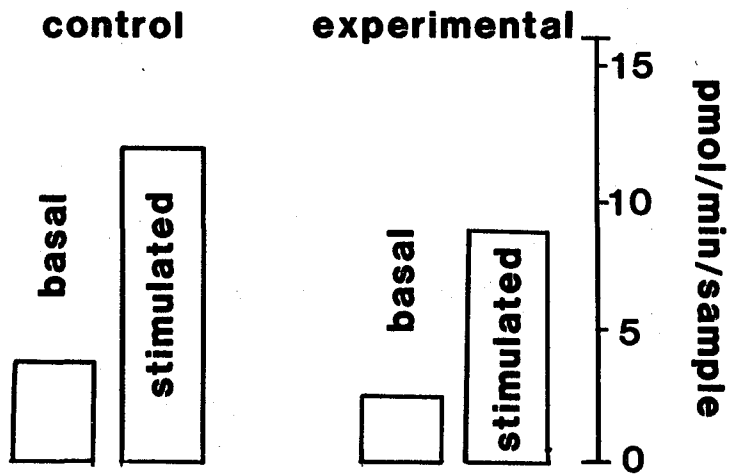 control
experimental
basal
stimulated
basal
stimulated
15
10
5
0
pmol/min/sample